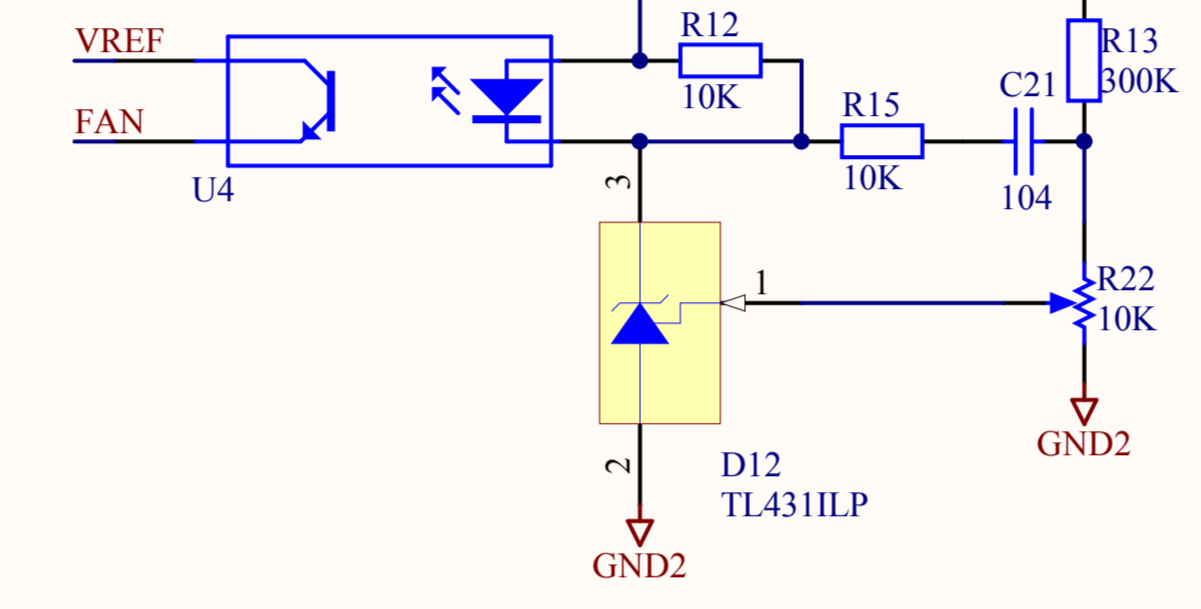 VREF
FAN
U4
R12
10K
R15
10K
C21
104
R13
300K
3
1
R22
10K
GND2
2
D12
TL431ILP
GND2